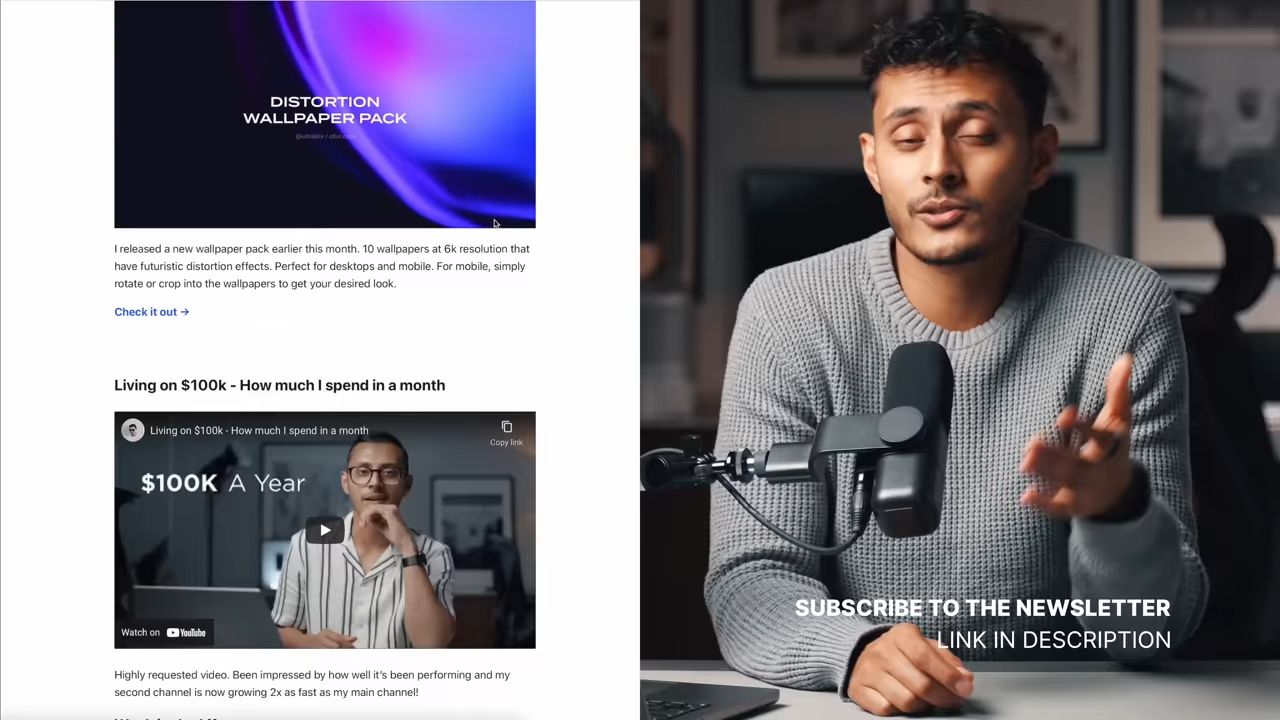 DISTORTION
WALLPAPER PACK
I released a new wallpaper pack earlier this month. 10 wallpapers at 6k resolution that
have futuristic distortion effects. Perfect for desktops and mobile. For mobile, simply
rotate or crop into the wallpapers to get your desired look.
Check it out →
Living on $100k - How much I spend in a month
Living on $100k - How much I spend in a month
Copy link
$100K A Year
Watch on YouTube
Highly requested video. Been impressed by how well it's been performing and my
second channel is now growing 2x as fast as my main channel!
SUBSCRIBE TO THE NEWSLETTER
LINK IN DESCRIPTION